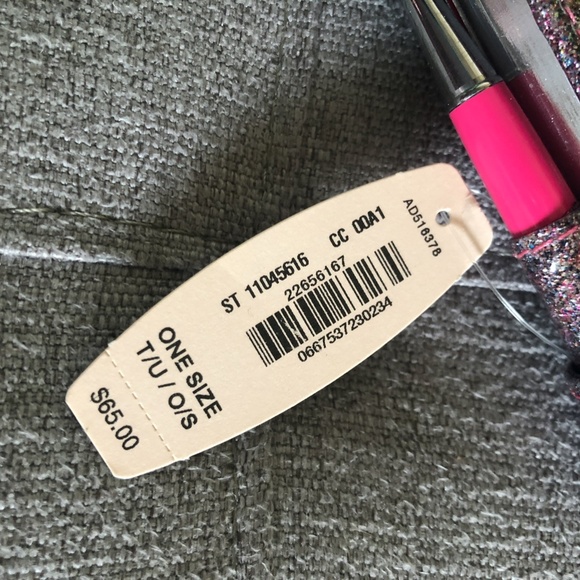 AD516378
ST 11045616 CC 00A1
22656167
0667537230234
ONE SIZE
T/U / O/S
$65.00